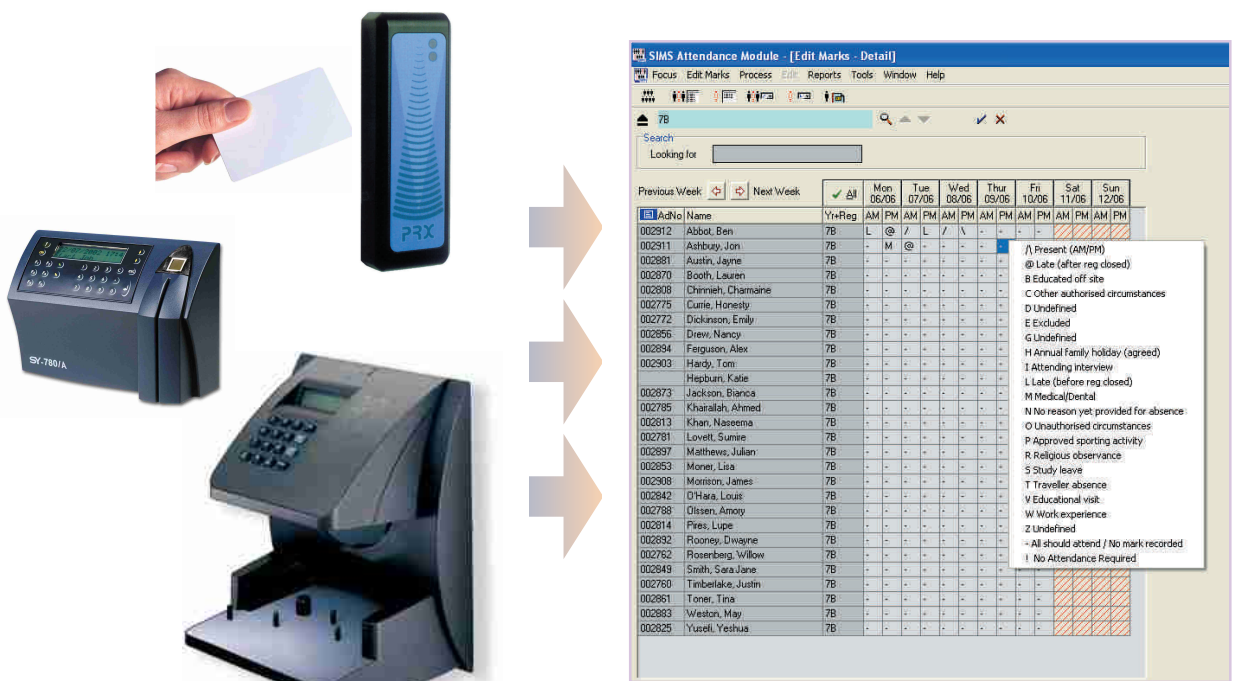 PRX
SY-780/A
SIMS Attendance Module - [Edit Marks - Detail]
Focus Edit Marks Process Edit Reports Tools Window Help
7B
Search
Looking for
Previous Week Next Week All Mon 06/06 Tue 07/06 Wed 08/06 Thur 09/06 Fri 10/06 Sat 11/06 Sun 12/06
AdNo Name Yr+Reg AM PM AM PM AM PM AM PM AM PM AM PM AM PM
002912 Abbot, Ben 7B L @ / L / \ - - - -
002911 Ashbury, Jon 7B - M @ - - - - -
002881 Austin, Jayne 7B - - - - - - -
002870 Booth, Lauren 7B - - - - - - -
002808 Chinnieh, Charmaine 7B - - - - - - -
002775 Currie, Honesty 7B - - - - - - -
002772 Dickinson, Emily 7B - - - - - - -
002856 Drew, Nancy 7B - - - - - - -
002894 Ferguson, Alex 7B - - - - - - -
002903 Hardy, Tom 7B - - - - - - -
Hepburn, Katie 7B - - - - - - -
002873 Jackson, Bianca 7B - - - - - - -
002785 Khairallah, Ahmed 7B - - - - - - -
002813 Khan, Naseema 7B - - - - - - -
002781 Lovett, Sumire 7B - - - - - - -
002897 Matthews, Julian 7B - - - - - - -
002853 Moner, Lisa 7B - - - - - - -
002908 Morrison, James 7B - - - - - - -
002842 O'Hara, Louis 7B - - - - - - -
002788 Olssen, Amory 7B - - - - - - -
002814 Pires, Lupe 7B - - - - - - -
002892 Rooney, Dwayne 7B - - - - - - -
002762 Rosenberg, Willow 7B - - - - - - -
002849 Smith, Sara Jane 7B - - - - - - -
002760 Timberlake, Justin 7B - - - - - - - - - -
002861 Toner, Tina 7B - - - - - - - - - -
002883 Weston, May 7B - - - - - - - - - -
002825 Yuseli, Yeshua 7B - - - - - - - - - -
/\ Present (AM/PM)
@ Late (after reg closed)
B Educated off site
C Other authorised circumstances
D Undefined
E Excluded
G Undefined
H Annual family holiday (agreed)
I Attending interview
L Late (before reg closed)
M Medical/Dental
N No reason yet provided for absence
O Unauthorised circumstances
P Approved sporting activity
R Religious observance
S Study leave
T Traveller absence
V Educational visit
W Work experience
Z Undefined
- All should attend / No mark recorded
! No Attendance Required